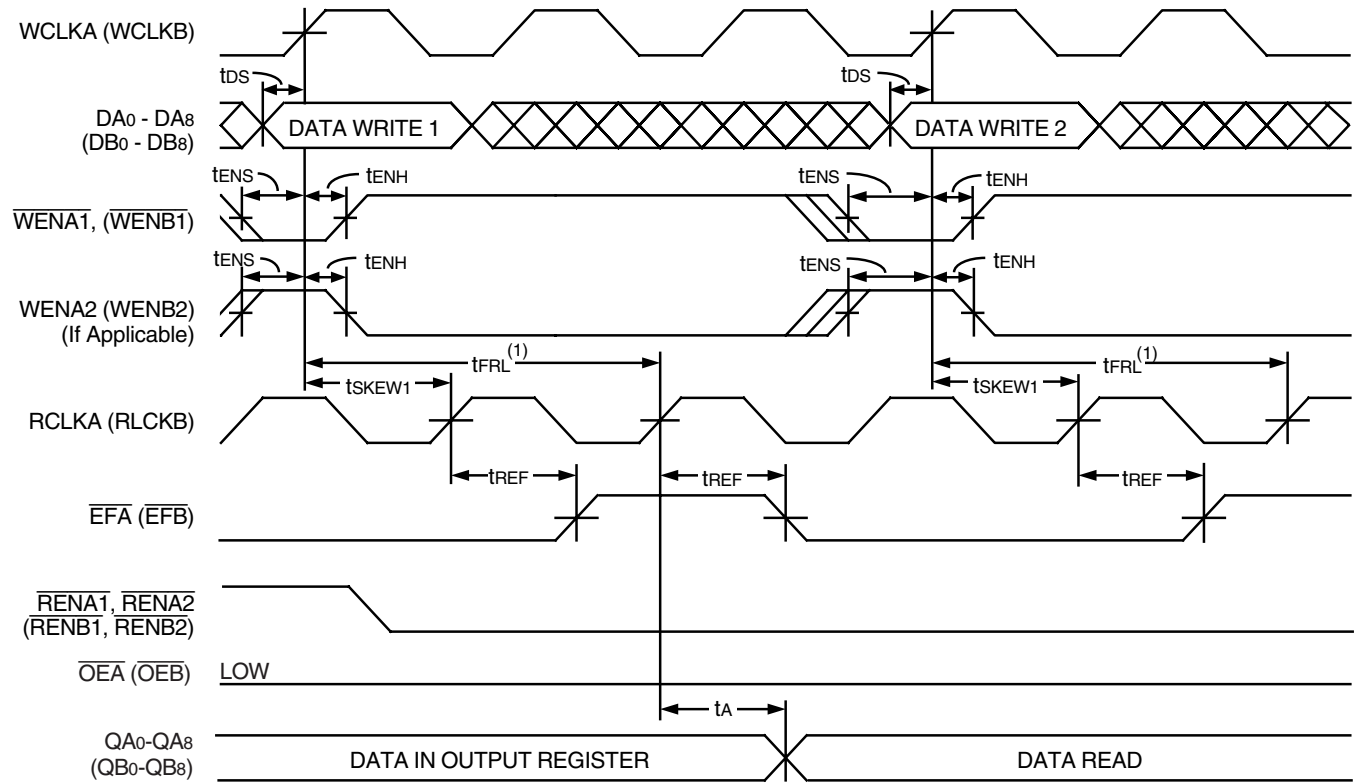 WCLKA (WCLKB)
tDS
tDS
DA0 - DA8
(DB0 - DB8)
DATA WRITE 1
DATA WRITE 2
tENS
tENH
tENS
tENH
WENA1, (WENB1)
tENS
tENH
tENS
tENH
WENA2 (WENB2)
(If Applicable)
tFRL(1)
tFRL(1)
tSKEW1
tSKEW1
RCLKA (RLCKB)
tREF
tREF
tREF
EFA (EFB)
RENA1, RENA2
(RENB1, RENB2)
OEA (OEB)
LOW
tA
QA0-QA8
(QB0-QB8)
DATA IN OUTPUT REGISTER
DATA READ